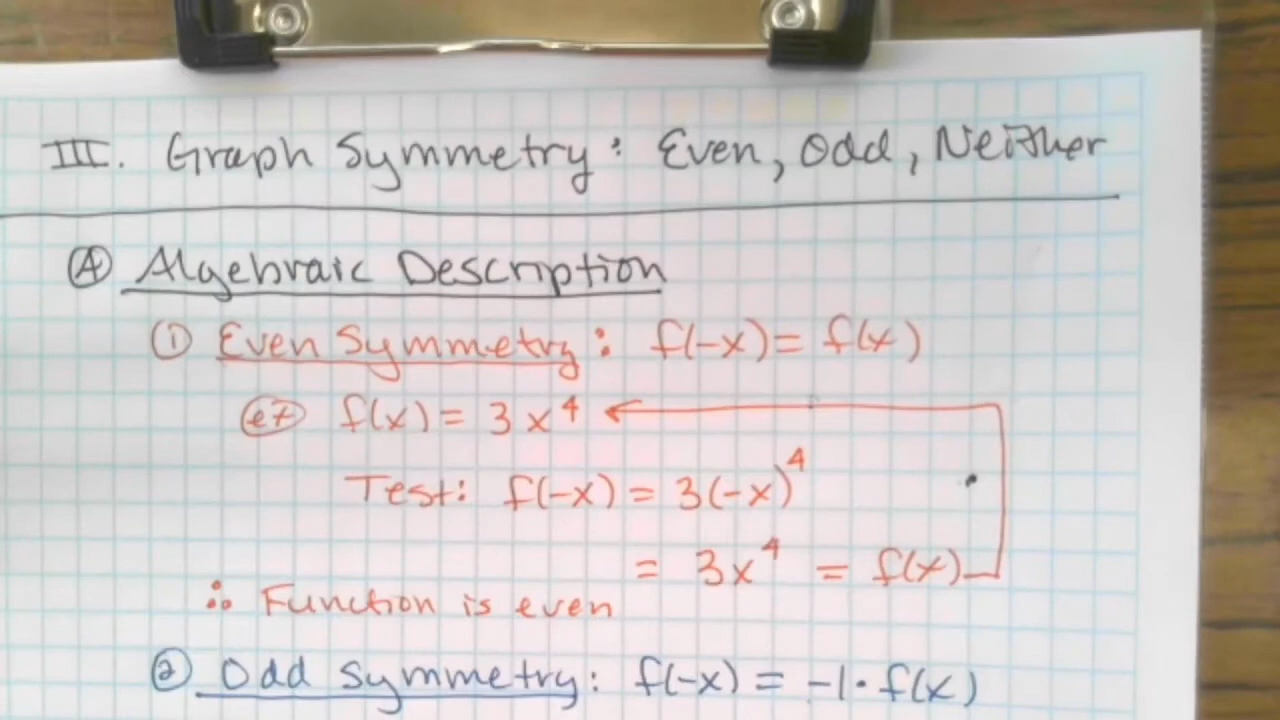 III. Graph Symmetry: Even, Odd, Neither
Ⓐ Algebraic Description
① Even Symmetry: f(-x) = f(x)
ex f(x) = 3x⁴
Test: f(-x) = 3(-x)⁴
= 3x⁴ = f(x)
∴ Function is even
② Odd Symmetry: f(-x) = -1·f(x)